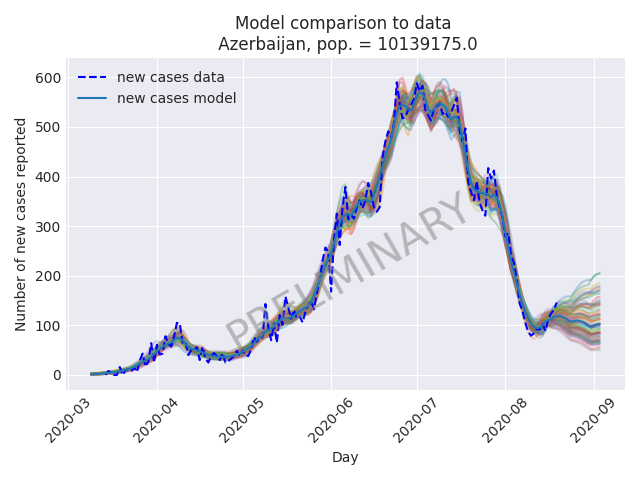 Model comparison to data
Azerbaijan, pop. = 10139175.0
new cases data
new cases model
Number of new cases reported
600
500
400
300
200
100
0
PRELIMINARY
2020-03
2020-04
2020-05
2020-06
2020-07
2020-08
2020-09
Day